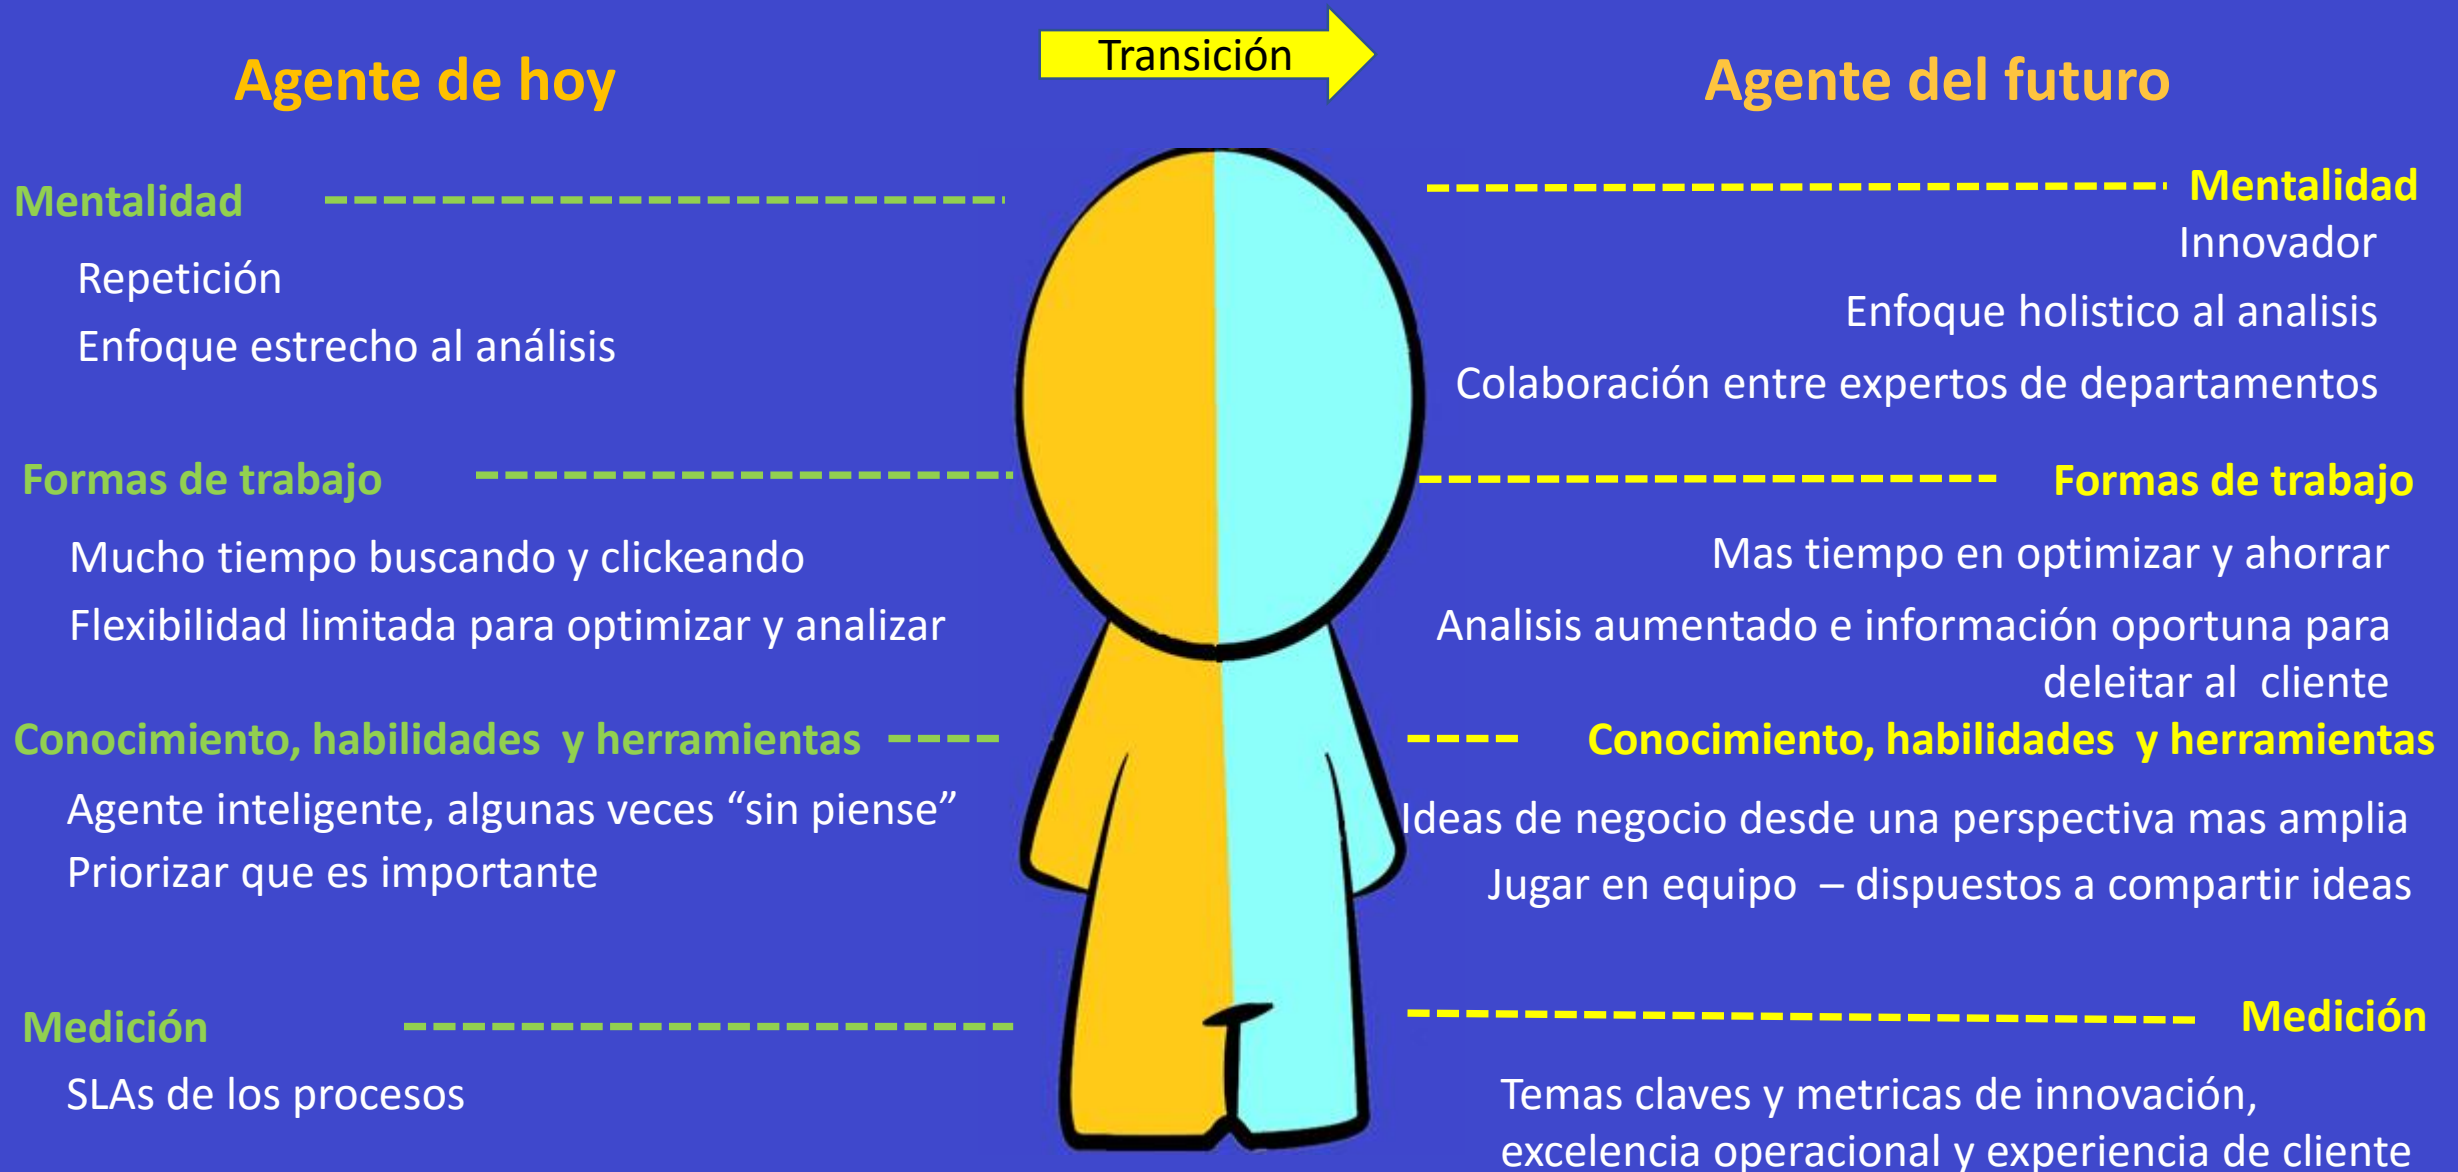 Agente de hoy
Transición
Agente del futuro
Mentalidad
Repetición
Enfoque estrecho al análisis
Formas de trabajo
Mucho tiempo buscando y clickeando
Flexibilidad limitada para optimizar y analizar
Conocimiento, habilidades y herramientas
Agente inteligente, algunas veces “sin piense”
Priorizar que es importante
Medición
SLAs de los procesos
Mentalidad
Innovador
Enfoque holistico al analisis
Colaboración entre expertos de departamentos
Formas de trabajo
Mas tiempo en optimizar y ahorrar
Analisis aumentado e información oportuna para
deleitar al cliente
Conocimiento, habilidades y herramientas
Ideas de negocio desde una perspectiva mas amplia
Jugar en equipo – dispuestos a compartir ideas
Medición
Temas claves y metricas de innovación,
excelencia operacional y experiencia de cliente